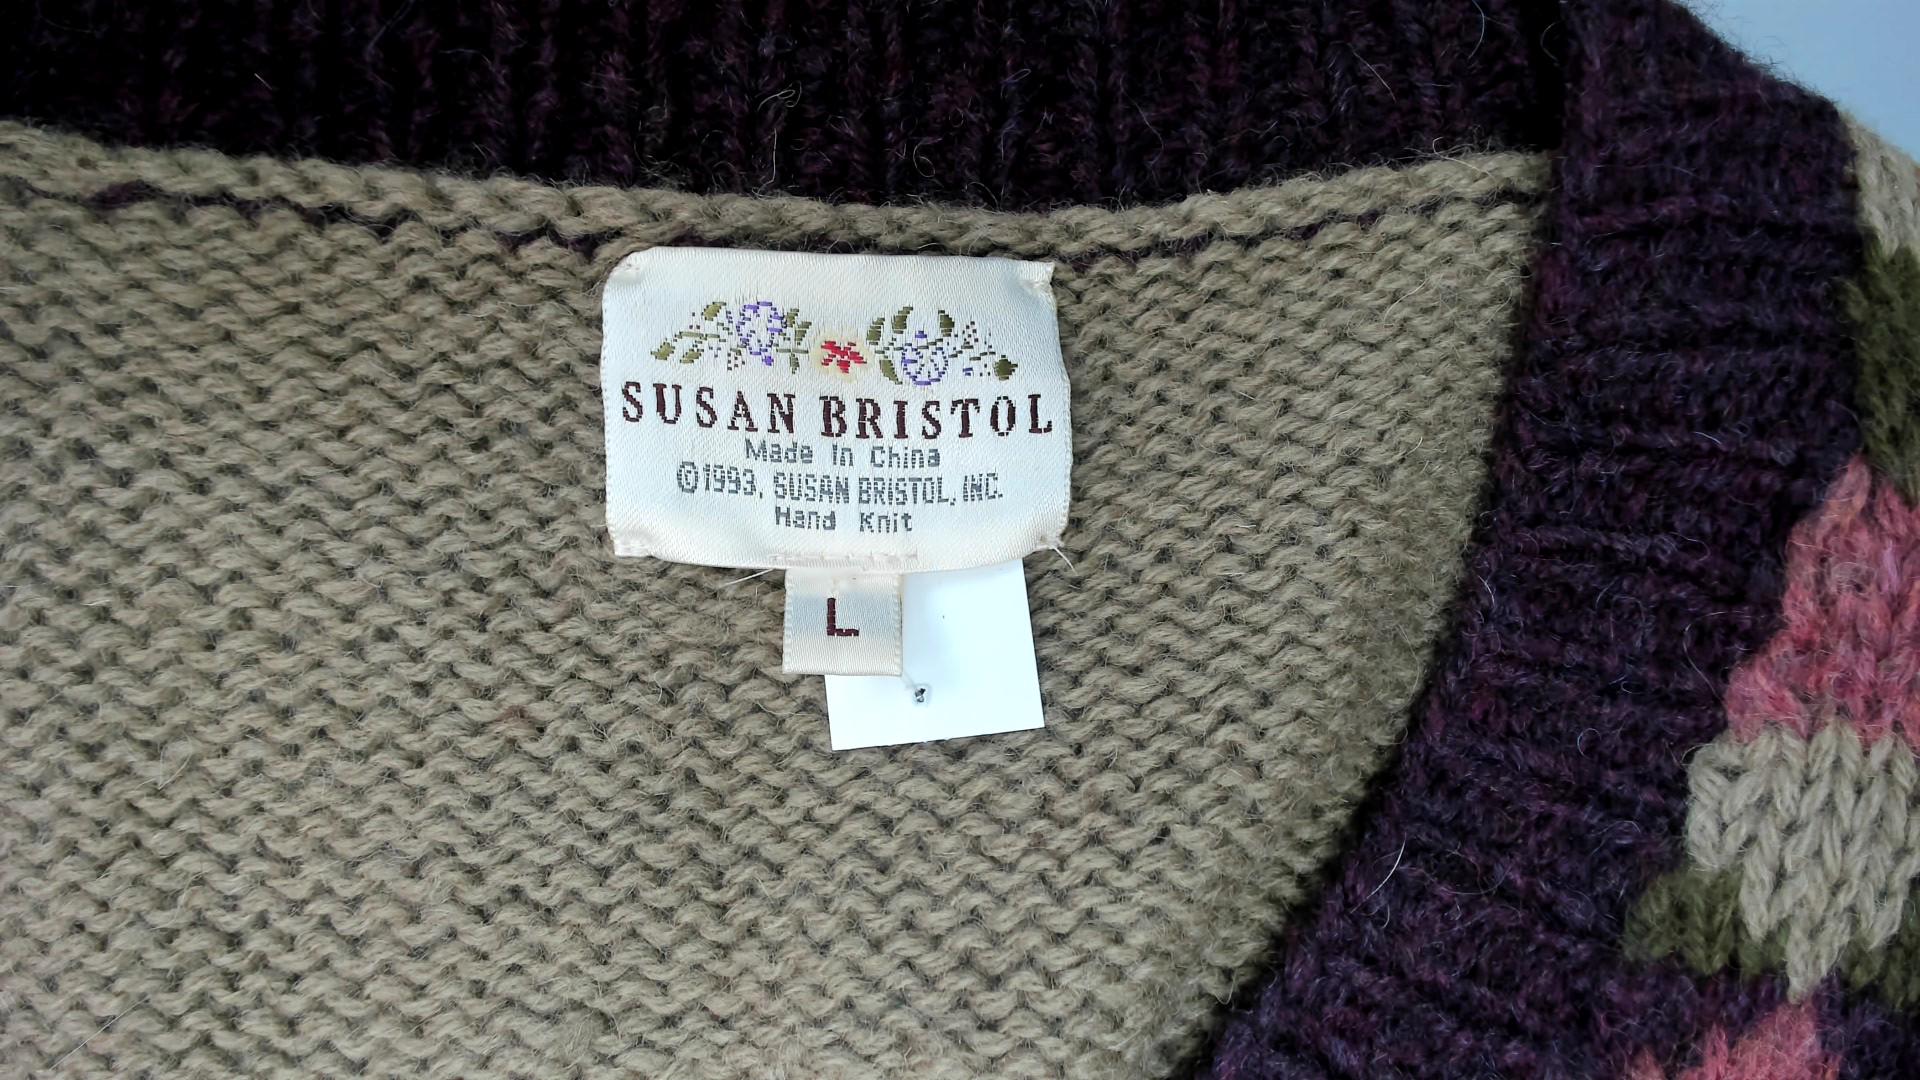 SUSAN BRISTOL
Made In China
©1993, SUSAN BRISTOL, INC.
Hand Knit
L